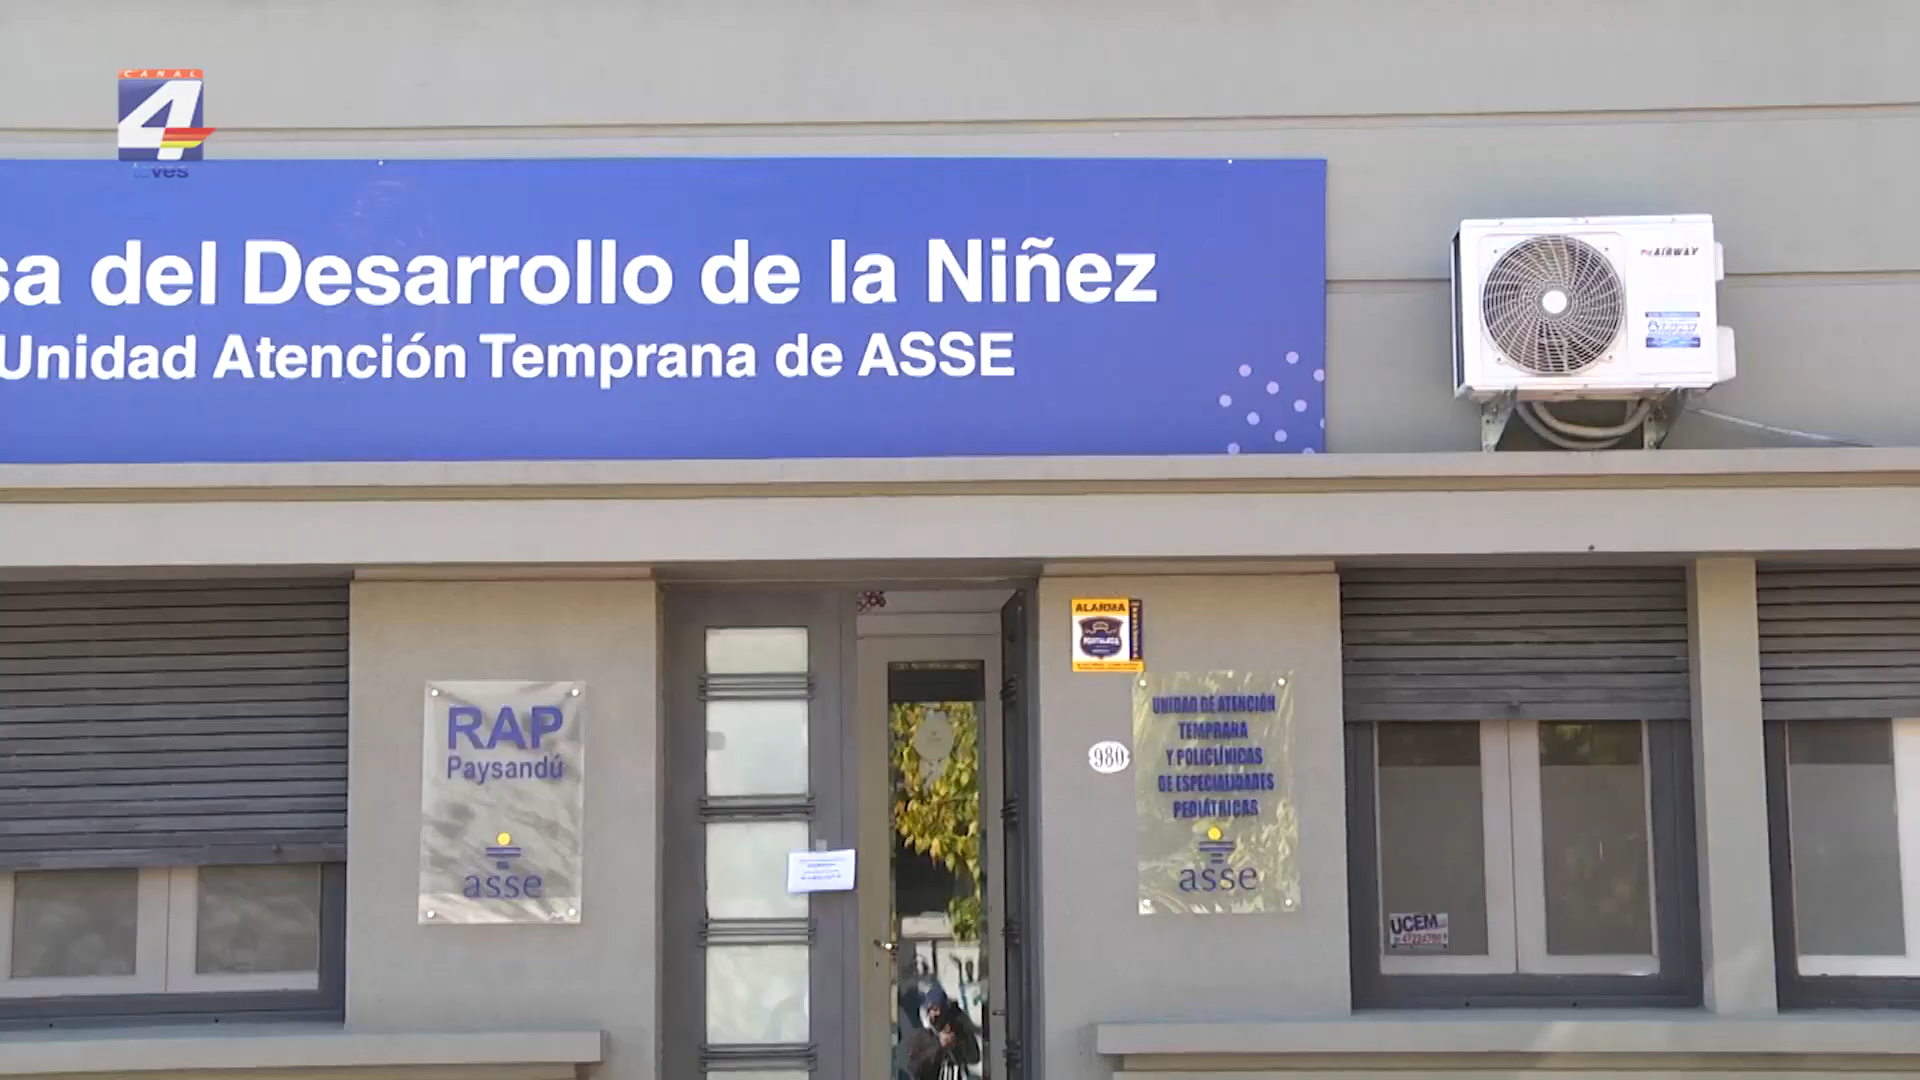 CANAL
4
teves
sa del Desarrollo de la Niñez
Unidad Atención Temprana de ASSE
AIRWAY
ALARMA
RAP
Paysandú
asse
980
UNIDAD DE ATENCIÓN
TEMPRANA
Y POLICLÍNICAS
DE ESPECIALIDADES
PEDIÁTRICAS
asse
UCEM